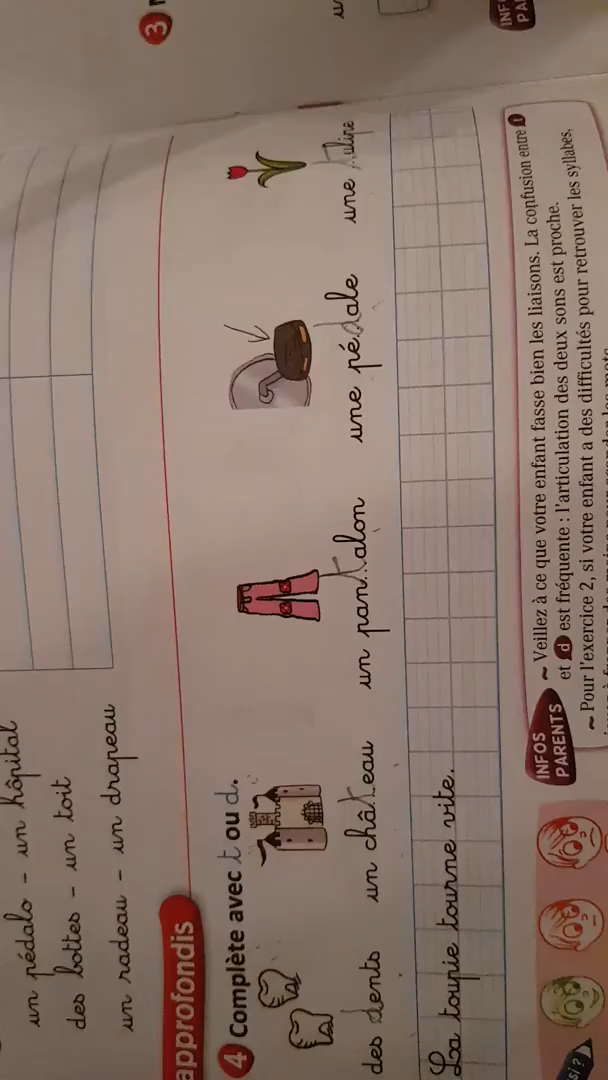 un pédalo - un hôpital
des bottes - un toit
un radeau - un drapeau
approfondis
4 Complète avec t ou d.
des dents un château un pantalon une pédale une tulipe
La toupie tourne vite.
INFOS PARENTS
~ Veillez à ce que votre enfant fasse bien les liaisons. La confusion entre t
et d est fréquente : l'articulation des deux sons est proche.
~ Pour l'exercice 2, si votre enfant a des difficultés pour retrouver les syllabes,
3